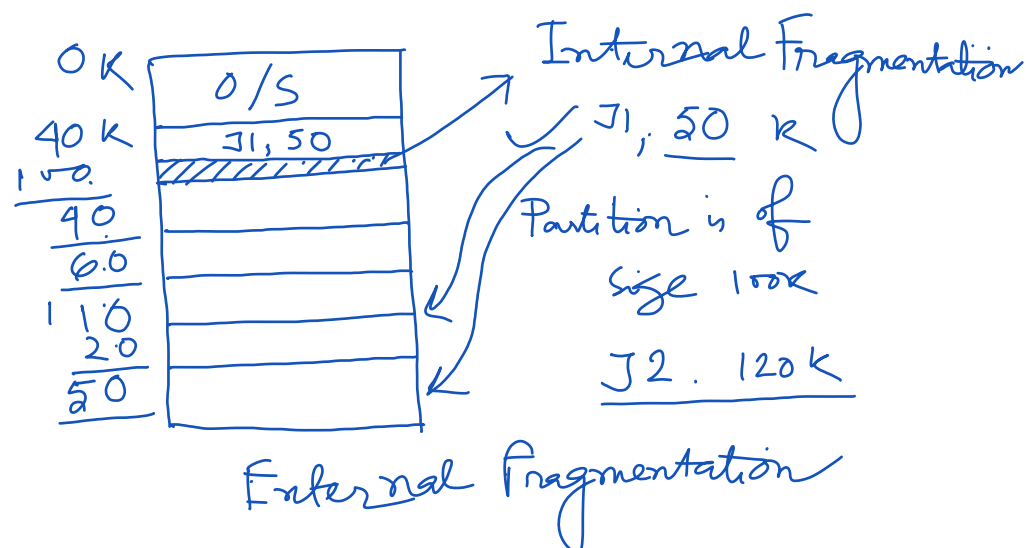 Internal Fragmentation
0 K
O/S
40 K
J1, 50
J1, 50 K
100
40
Partition is of
60
size 100K
110
20
J2. 120K
50
External Fragmentation